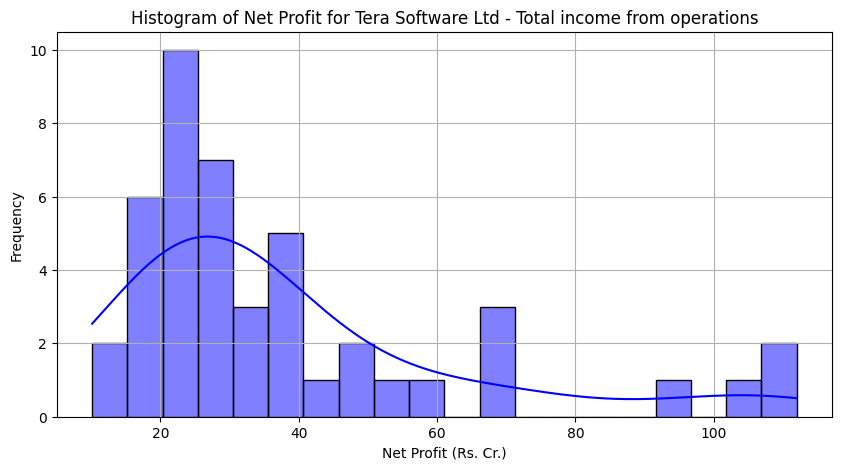 Histogram of Net Profit for Tera Software Ltd - Total income from operations
Frequency
10
8
6
4
2
0
20 40 60 80 100
Net Profit (Rs. Cr.)